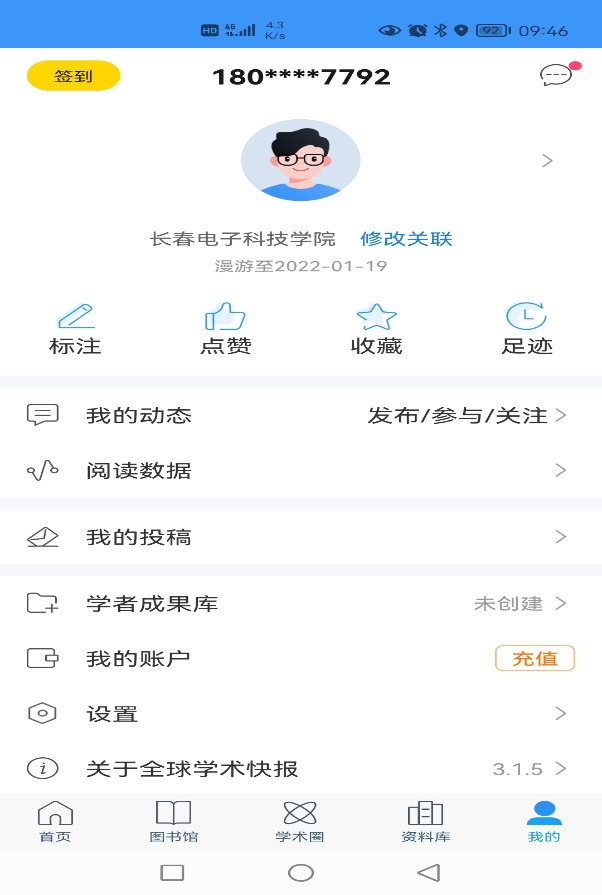 HD 4G 4.3 K/s 92 09:46
签到 180****7792
长春电子科技学院 修改关联
漫游至2022-01-19
标注 点赞 收藏 足迹
我的动态 发布/参与/关注
阅读数据
我的投稿
学者成果库 未创建
我的账户 充值
设置
关于全球学术快报 3.1.5
首页 图书馆 学术圈 资料库 我的